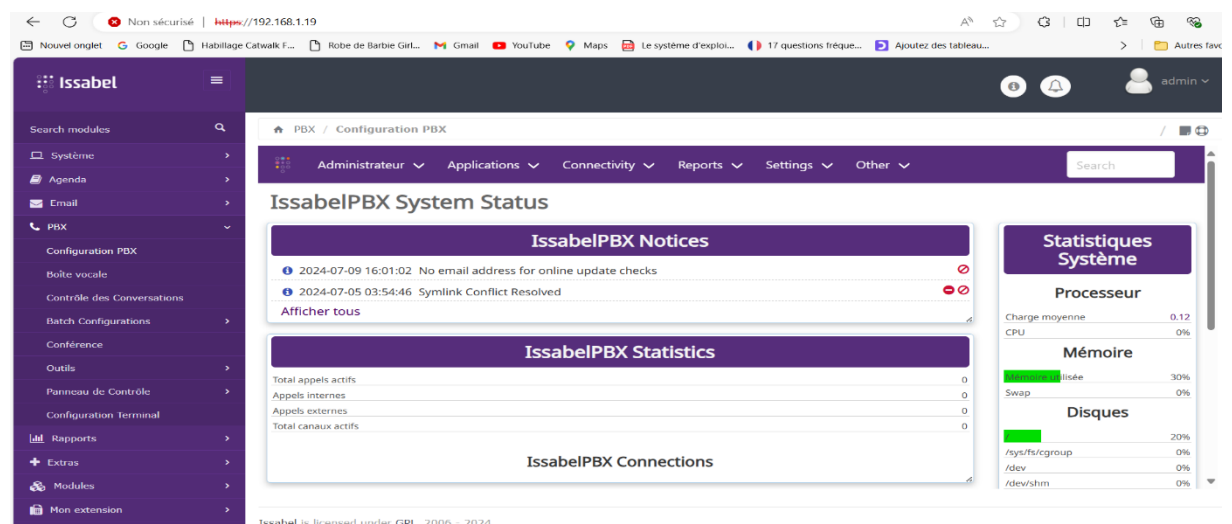 Non sécurisé | https://192.168.1.19
Nouvel onglet Google Habillage Catwalk F... Robe de Barbie Girl... Gmail YouTube Maps Le système d'exploi... 17 questions fréque... Ajoutez des tableau... Autres favo
Issabel
admin
Search modules
PBX / Configuration PBX /
Système
Agenda
Email
PBX
Configuration PBX
Boîte vocale
Contrôle des Conversations
Batch Configurations
Conférence
Outils
Panneau de Contrôle
Configuration Terminal
Rapports
Extras
Modules
Mon extension
Administrateur Applications Connectivity Reports Settings Other Search
IssabelPBX System Status
IssabelPBX Notices
2024-07-09 16:01:02 No email address for online update checks
2024-07-05 03:54:46 Symlink Conflict Resolved
Afficher tous
IssabelPBX Statistics
Total appels actifs 0
Appels internes 0
Appels externes 0
Total canaux actifs 0
IssabelPBX Connections
Statistiques
Système
Processeur
Charge moyenne 0.12
CPU 0%
Mémoire
Mémoire utilisée 30%
Swap 0%
Disques
/ 20%
/sys/fs/cgroup 0%
/dev 0%
/dev/shm 0%
Issabel is licensed under GPL. 2006 - 2024.